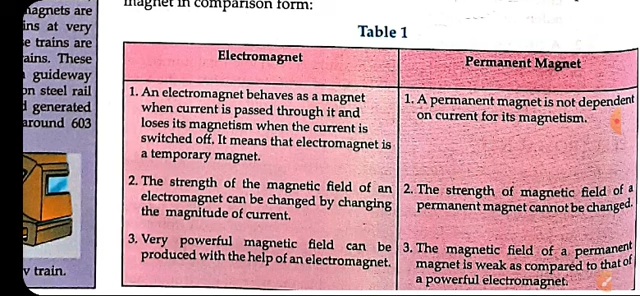 magnets are
ins at very
e trains are
ains. These
guideway
on steel rail
generated
around 603
v train.
magnet in comparison form:
Table 1
Electromagnet
1. An electromagnet behaves as a magnet
when current is passed through it and
loses its magnetism when the current is
switched off. It means that electromagnet is
a temporary magnet.
2. The strength of the magnetic field of an
electromagnet can be changed by changing
the magnitude of current.
3. Very powerful magnetic field can be
produced with the help of an electromagnet.
Permanent Magnet
1. A permanent magnet is not dependent
on current for its magnetism.
2. The strength of magnetic field of a
permanent magnet cannot be changed.
3. The magnetic field of a permanent
magnet is weak as compared to that of
a powerful electromagnet.